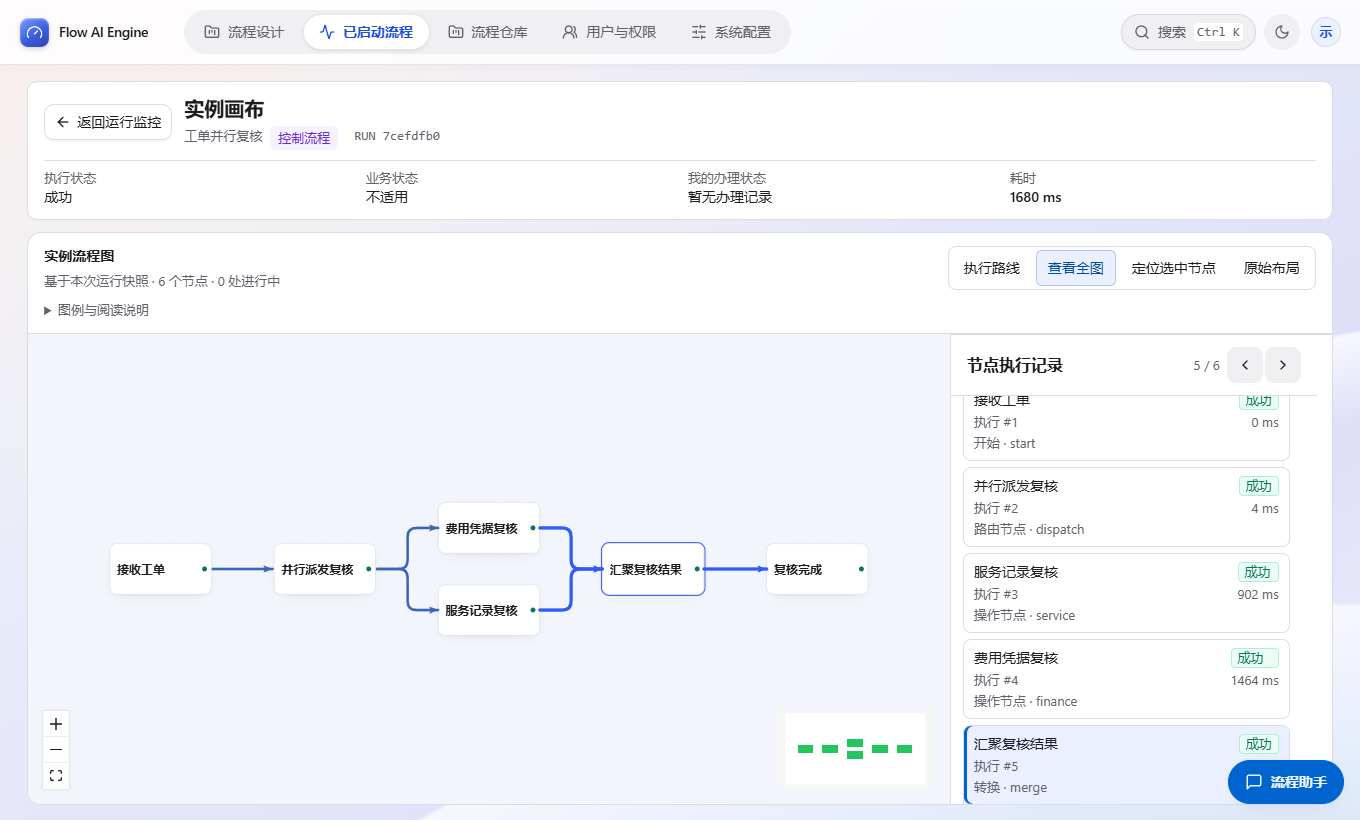 Flow AI Engine
流程设计
已启动流程
流程仓库
用户与权限
系统配置
搜索 Ctrl K
示
返回运行监控
实例画布
工单并行复核 控制流程 RUN 7cefdfb0
执行状态
成功
业务状态
不适用
我的办理状态
暂无办理记录
耗时
1680 ms
实例流程图
基于本次运行快照 · 6 个节点 · 0 处进行中
图例与阅读说明
执行路线
查看全图
定位选中节点
原始布局
接收工单
并行派发复核
费用凭据复核
服务记录复核
汇聚复核结果
复核完成
节点执行记录
5 / 6
接收工单 成功
执行 #1 0 ms
开始 · start
并行派发复核 成功
执行 #2 4 ms
路由节点 · dispatch
服务记录复核 成功
执行 #3 902 ms
操作节点 · service
费用凭据复核 成功
执行 #4 1464 ms
操作节点 · finance
汇聚复核结果 成功
执行 #5
转换 · merge
流程助手